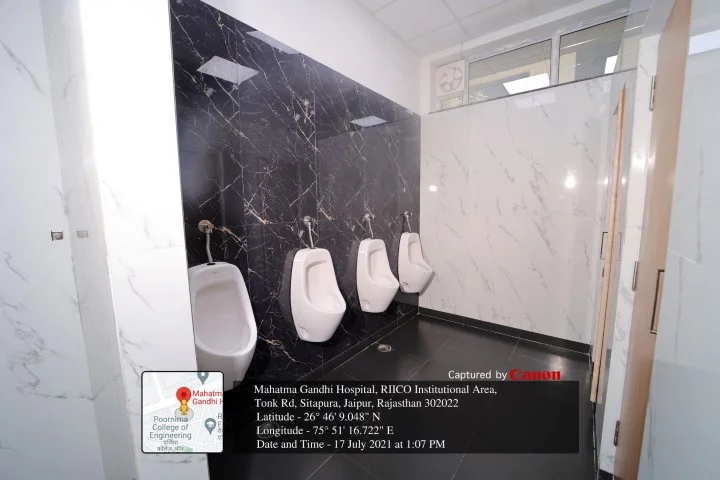 Captured by Canon
Mahatma Gandhi Hospital, RIICO Institutional Area,
Tonk Rd, Sitapura, Jaipur, Rajasthan 302022
Latitude - 26° 46' 9.048" N
Longitude - 75° 51' 16.722" E
Date and Time - 17 July 2021 at 1:07 PM
Mahatm
Gandhi H
Poornima
College of
Engineering